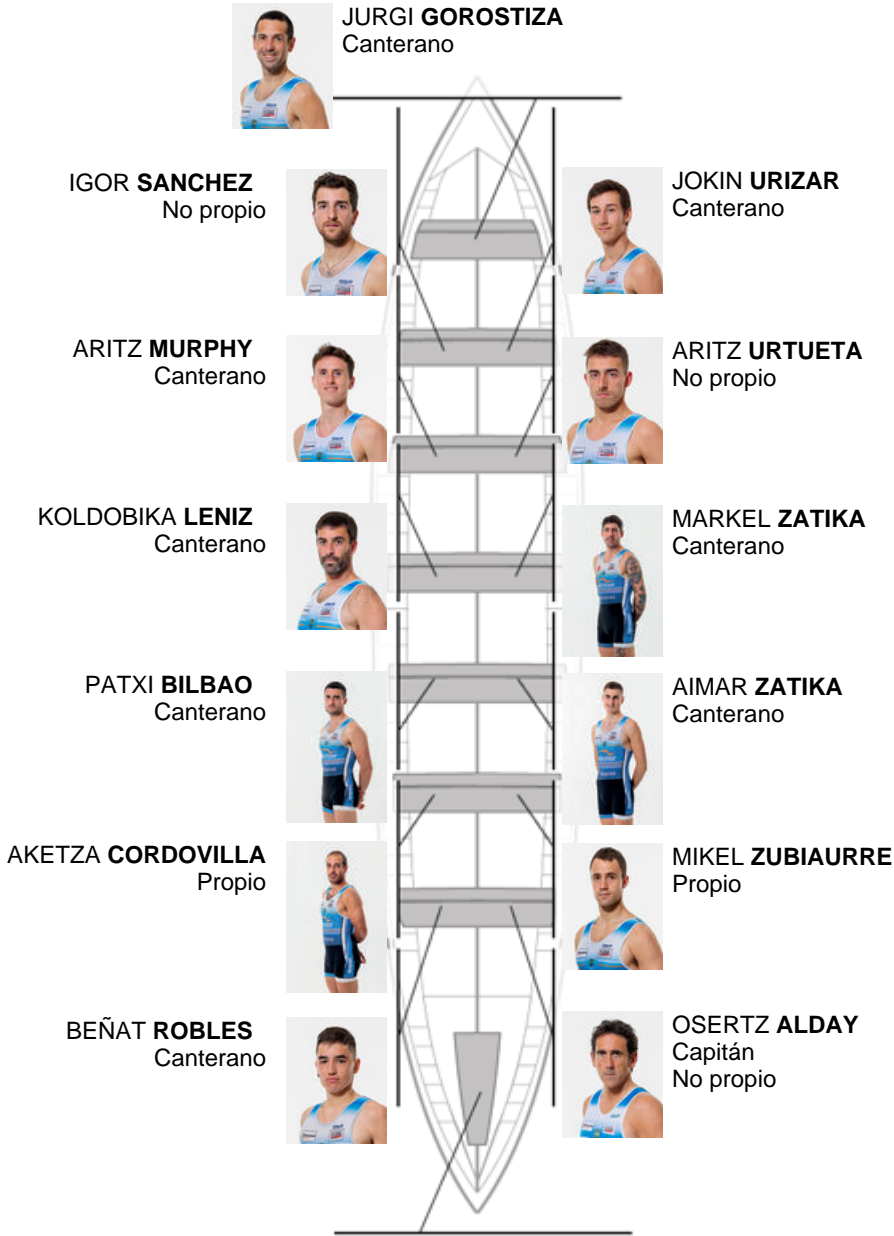 JURGI GOROSTIZA
Canterano
IGOR SANCHEZ
No propio
JOKIN URIZAR
Canterano
ARITZ MURPHY
Canterano
ARITZ URTUETA
No propio
KOLDOBIKA LENIZ
Canterano
MARKEL ZATIKA
Canterano
PATXI BILBAO
Canterano
AIMAR ZATIKA
Canterano
AKETZA CORDOVILLA
Propio
MIKEL ZUBIAURRE
Propio
BEÑAT ROBLES
Canterano
OSERTZ ALDAY
Capitán
No propio